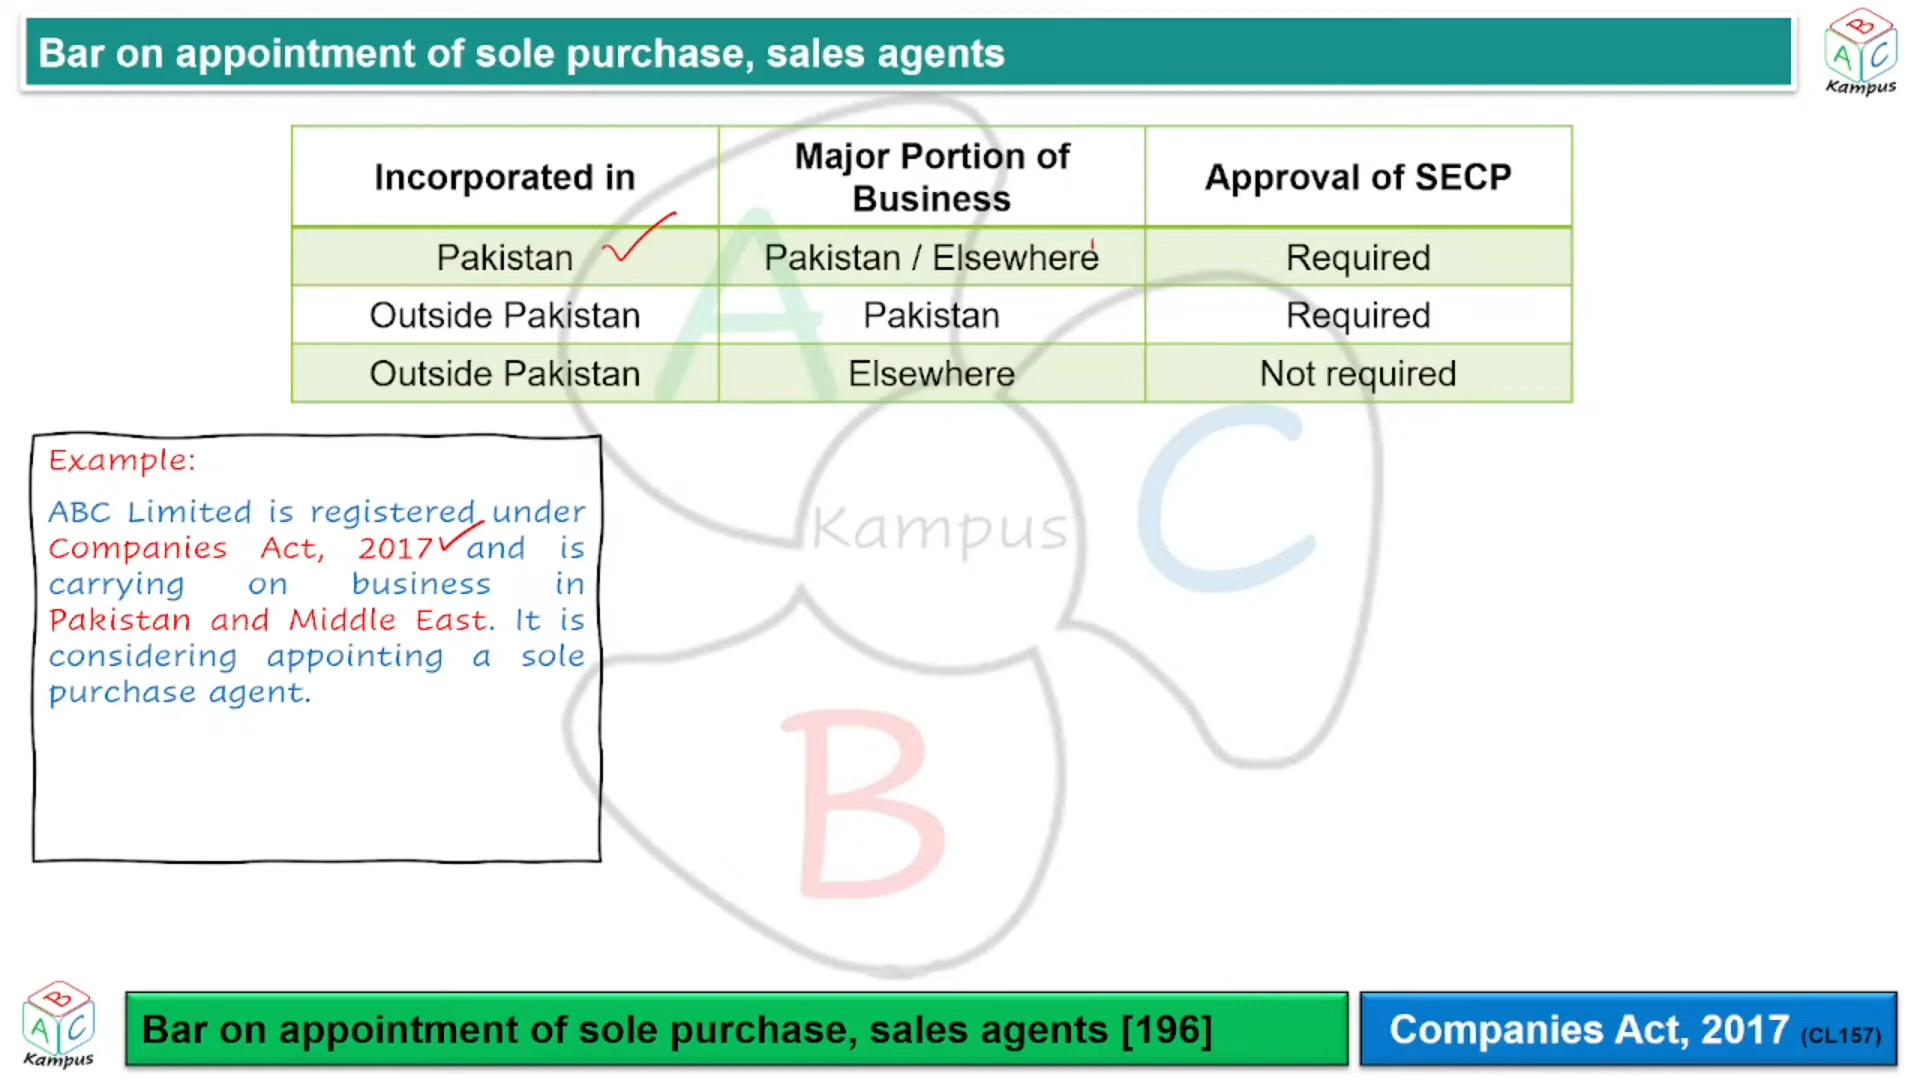 Bar on appointment of sole purchase, sales agents
B
A C
Kampus
Incorporated in
Major Portion of
Business
Approval of SECP
Pakistan
Pakistan / Elsewhere
Required
Outside Pakistan
Pakistan
Required
Outside Pakistan
Elsewhere
Not required
A
Kampus
C
B
Example:
ABC Limited is registered under
Companies Act, 2017 and is
carrying on business in
Pakistan and Middle East. It is
considering appointing a sole
purchase agent.
B
A C
Kampus
Bar on appointment of sole purchase, sales agents [196]
Companies Act, 2017 (CL157)